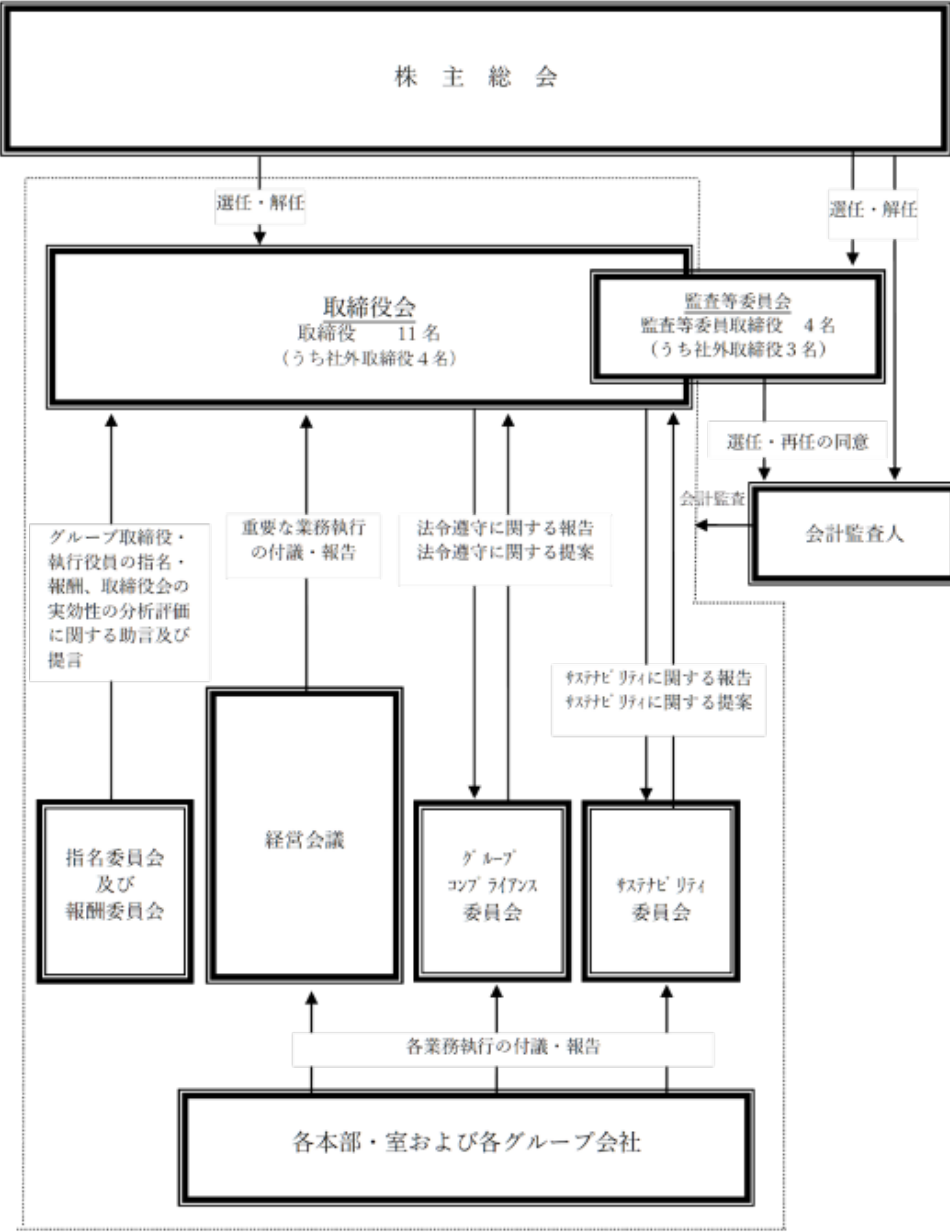 株 主 総 会
選任・解任
選任・解任
取締役会
取締役 11 名
（うち社外取締役４名）
監査等委員会
監査等委員取締役 ４名
（うち社外取締役３名）
選任・再任の同意
会計監査
会計監査人
グループ取締役・
執行役員の指名・
報酬、取締役会の
実効性の分析評価
に関する助言及び
提言
重要な業務執行
の付議・報告
法令遵守に関する報告
法令遵守に関する提案
ｻｽﾃﾅﾋﾞﾘﾃｨに関する報告
ｻｽﾃﾅﾋﾞﾘﾃｨに関する提案
指名委員会
及び
報酬委員会
経営会議
ｸﾞﾙｰﾌﾟ
ｺﾝﾌﾟﾗｲｱﾝｽ
委員会
ｻｽﾃﾅﾋﾞﾘﾃｨ
委員会
各業務執行の付議・報告
各本部・室および各グループ会社